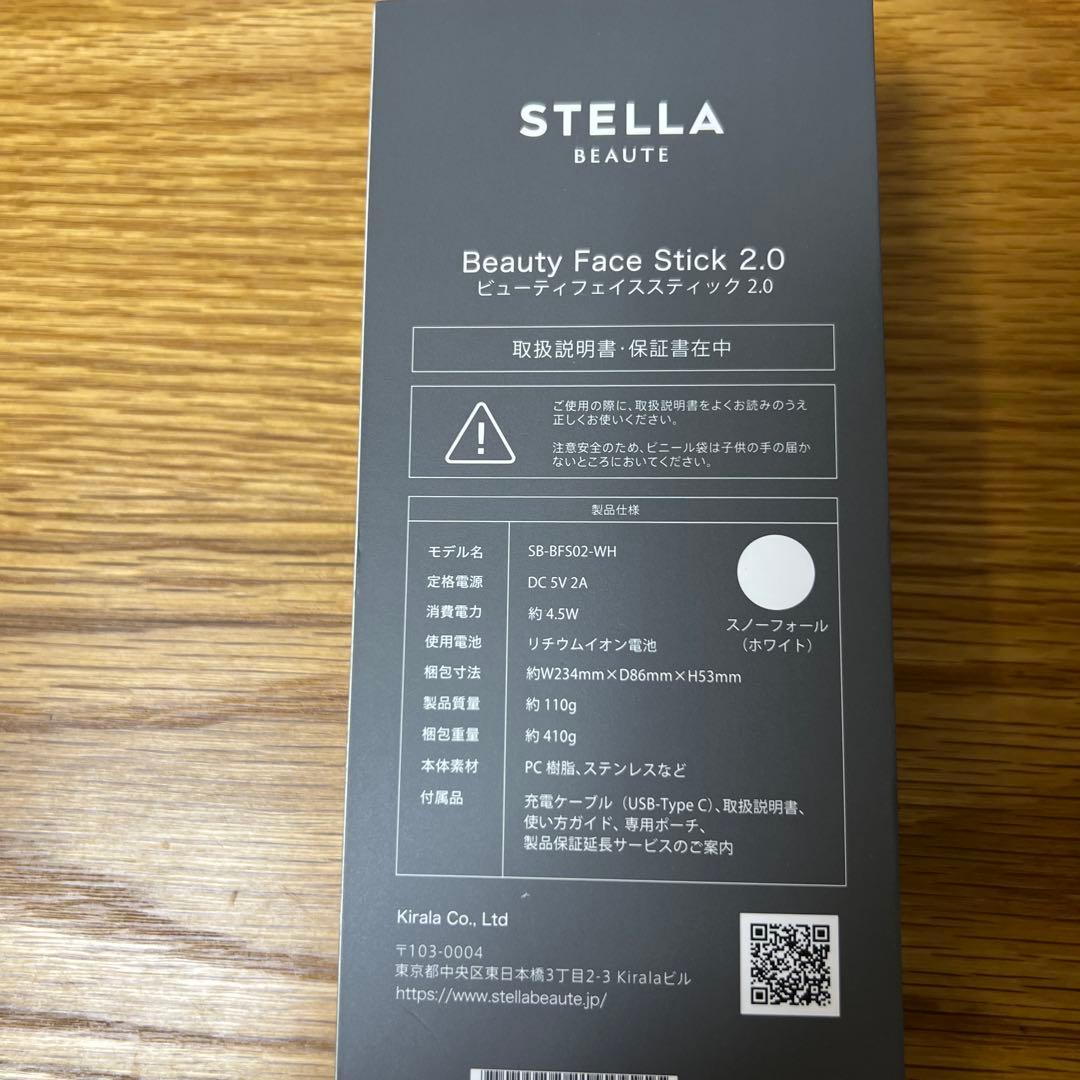 STELLA
BEAUTE
Beauty Face Stick 2.0
ビューティフェイススティック 2.0
取扱説明書・保証書在中
ご使用の際に、取扱説明書をよくお読みのうえ
正しくお使いください。
注意安全のため、ビニール袋は子供の手の届か
ないところにおいてください。
製品仕様
モデル名 SB-BFS02-WH
定格電源 DC 5V 2A
消費電力 約 4.5W
使用電池 リチウムイオン電池
梱包寸法 約W234mm×D86mm×H53mm
製品質量 約 110g
梱包重量 約 410g
本体素材 PC 樹脂、ステンレスなど
付属品 充電ケーブル（USB-Type C）、取扱説明書、
使い方ガイド、専用ポーチ、
製品保証延長サービスのご案内
スノーフォール
（ホワイト）
Kirala Co., Ltd
〒103-0004
東京都中央区東日本橋3丁目2-3 Kiralaビル
https://www.stellabeaute.jp/